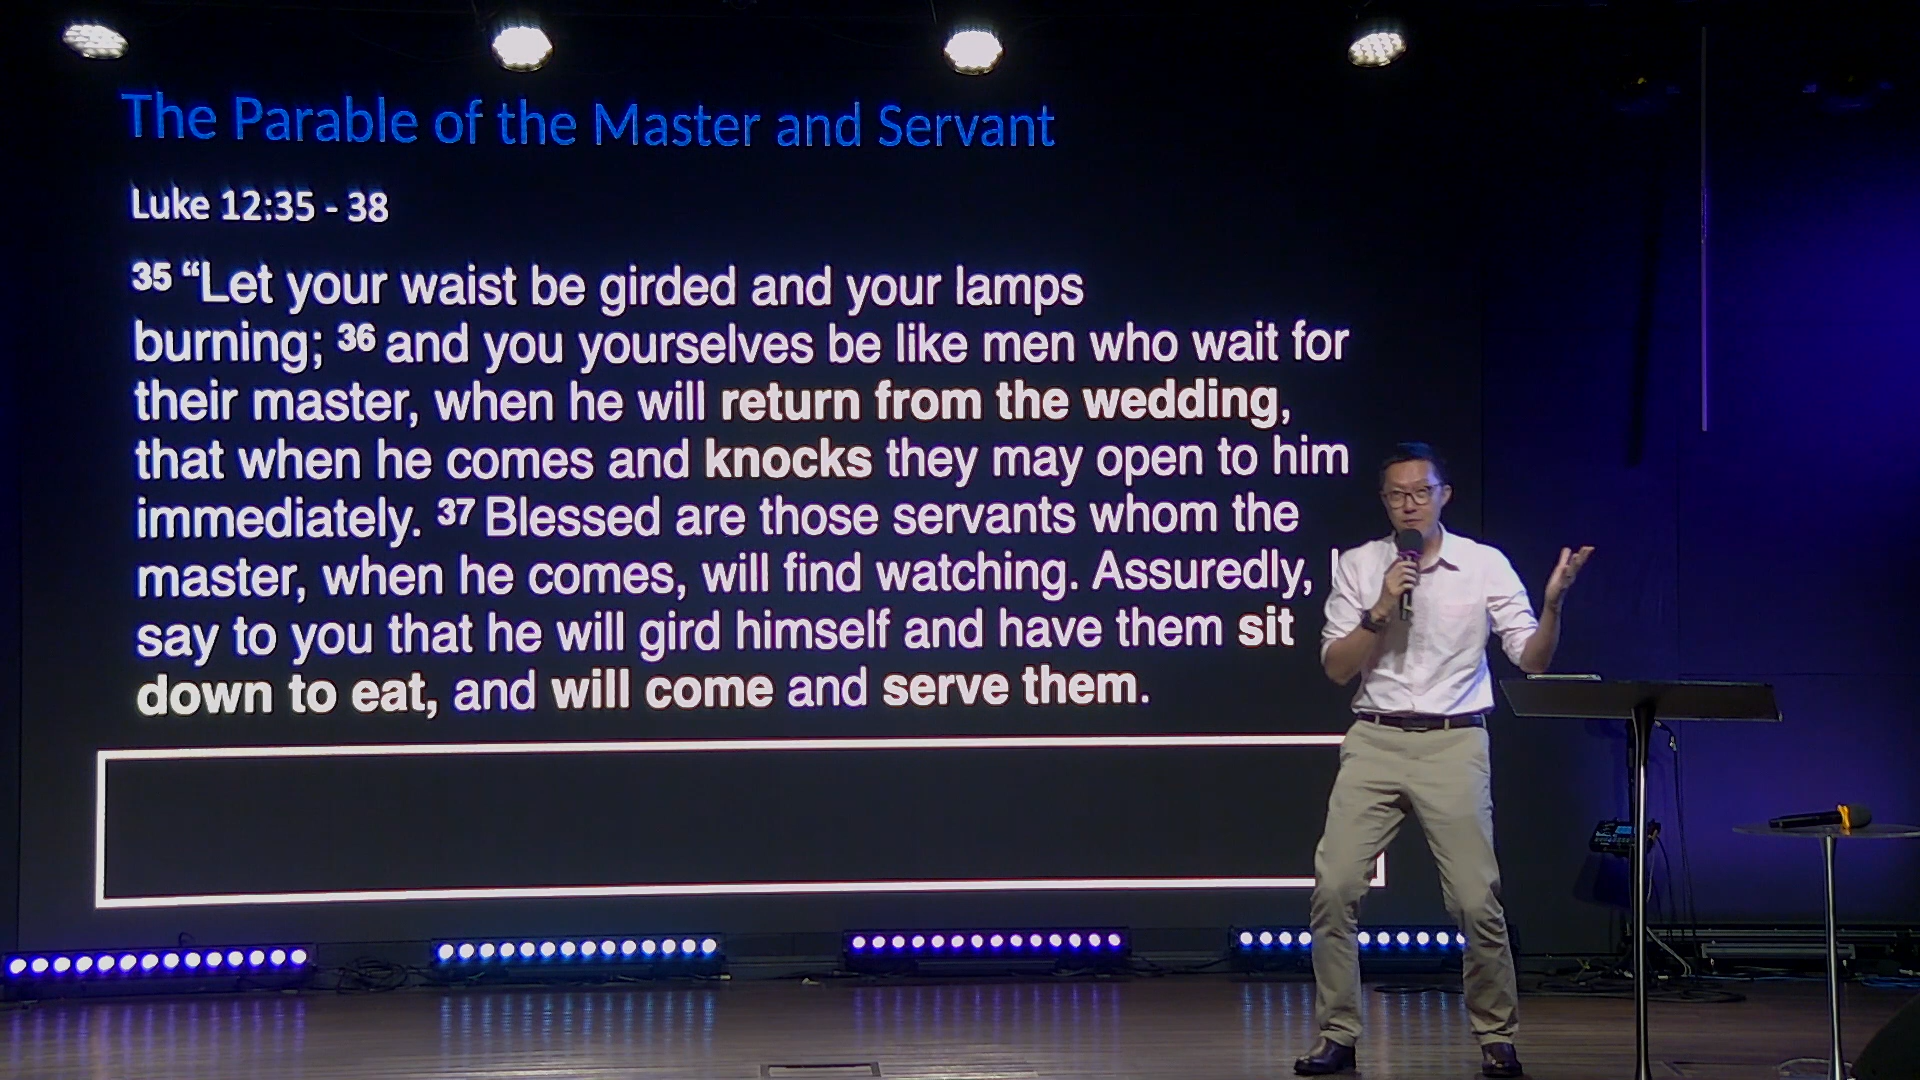 The Parable of the Master and Servant
Luke 12:35 - 38
35 “Let your waist be girded and your lamps
burning; 36 and you yourselves be like men who wait for
their master, when he will return from the wedding,
that when he comes and knocks they may open to him
immediately. 37 Blessed are those servants whom the
master, when he comes, will find watching. Assuredly, I
say to you that he will gird himself and have them sit
down to eat, and will come and serve them.